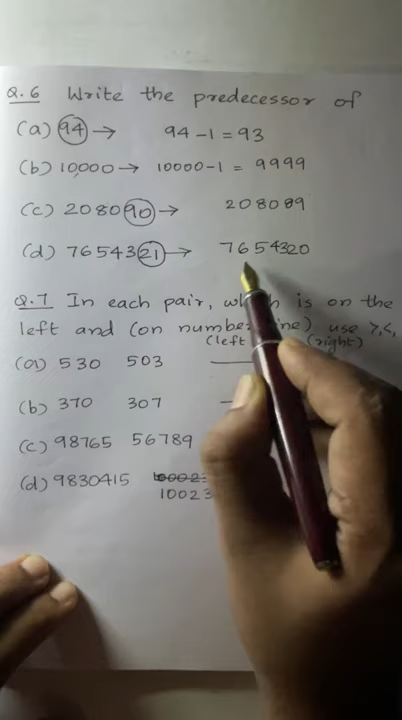 Q.6 Write the predecessor of
(a) 94 → 94 - 1 = 93
(b) 10,000 → 10000-1 = 9999
(c) 208090 → 208089
(d) 7654321 → 7654320
Q.7 In each pair, which is on the
left and (on number line) use >,<,
(left (right)
(a) 530 503
(b) 370 307
(c) 98765 56789
(d) 9830415
10023